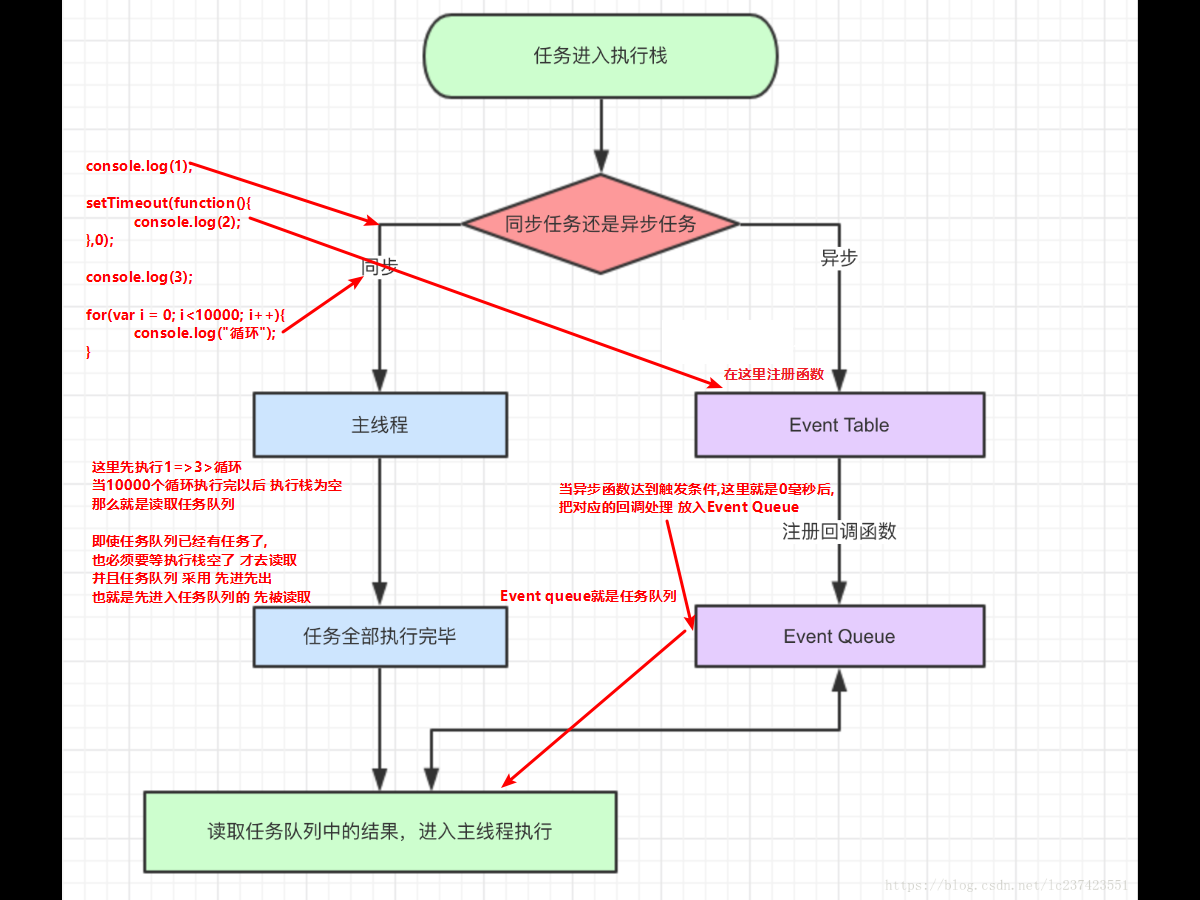 任务进入执行栈
console.log(1);
setTimeout(function(){
console.log(2);
},0);
console.log(3);
for(var i = 0; i<10000; i++){
console.log("循环");
}
同步任务还是异步任务
同步
异步
在这里注册函数
主线程
Event Table
这里先执行1=>3>循环
当10000个循环执行完以后 执行栈为空
那么就是读取任务队列
即使任务队列已经有任务了,
也必须要等执行栈空了 才去读取
并且任务队列 采用 先进先出
也就是先进入任务队列的 先被读取
当异步函数达到触发条件,这里就是0毫秒后,
把对应的回调处理 放入Event Queue
注册回调函数
Event queue就是任务队列
任务全部执行完毕
Event Queue
读取任务队列中的结果，进入主线程执行
https://blog.csdn.net/lc237423551